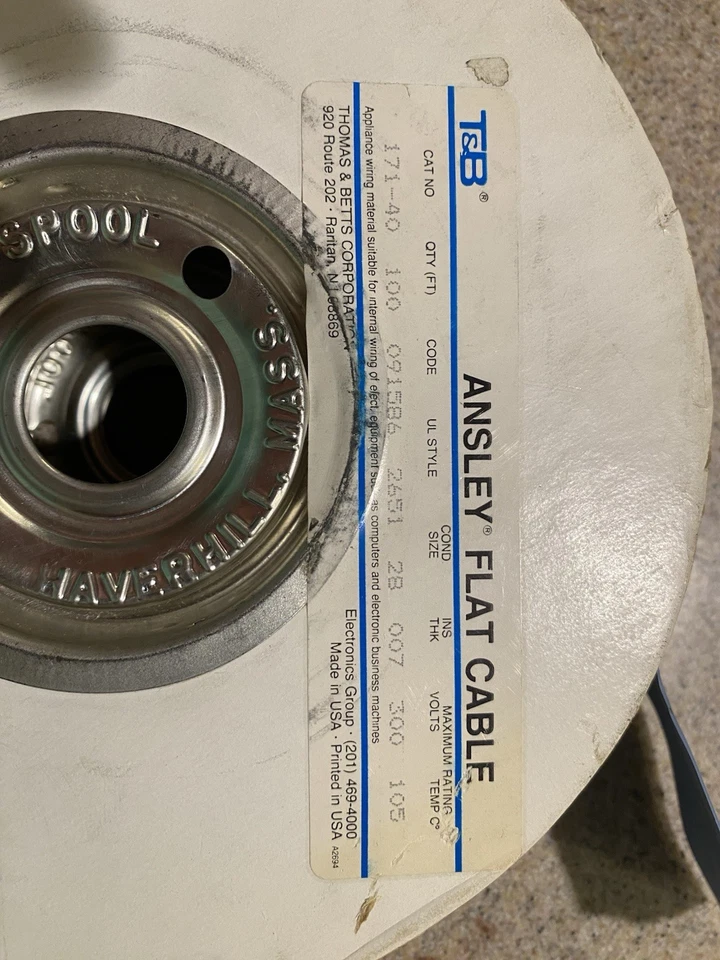 T&B® ANSLEY® FLAT CABLE
MAXIMUM RATING
CAT NO QTY (FT) CODE UL STYLE COND SIZE INS THK VOLTS TEMP C°
171-40 100 091586 2651 28 007 300 105
Appliance wiring material suitable for internal wiring of elect. equipment such as computers and electronic business machines
THOMAS & BETTS CORPORATION Electronics Group · (201) 469-4000
920 Route 202 · Raritan, NJ 08869 Made in USA · Printed in USA A2694
SPOOL
HAVERHILL, MASS.